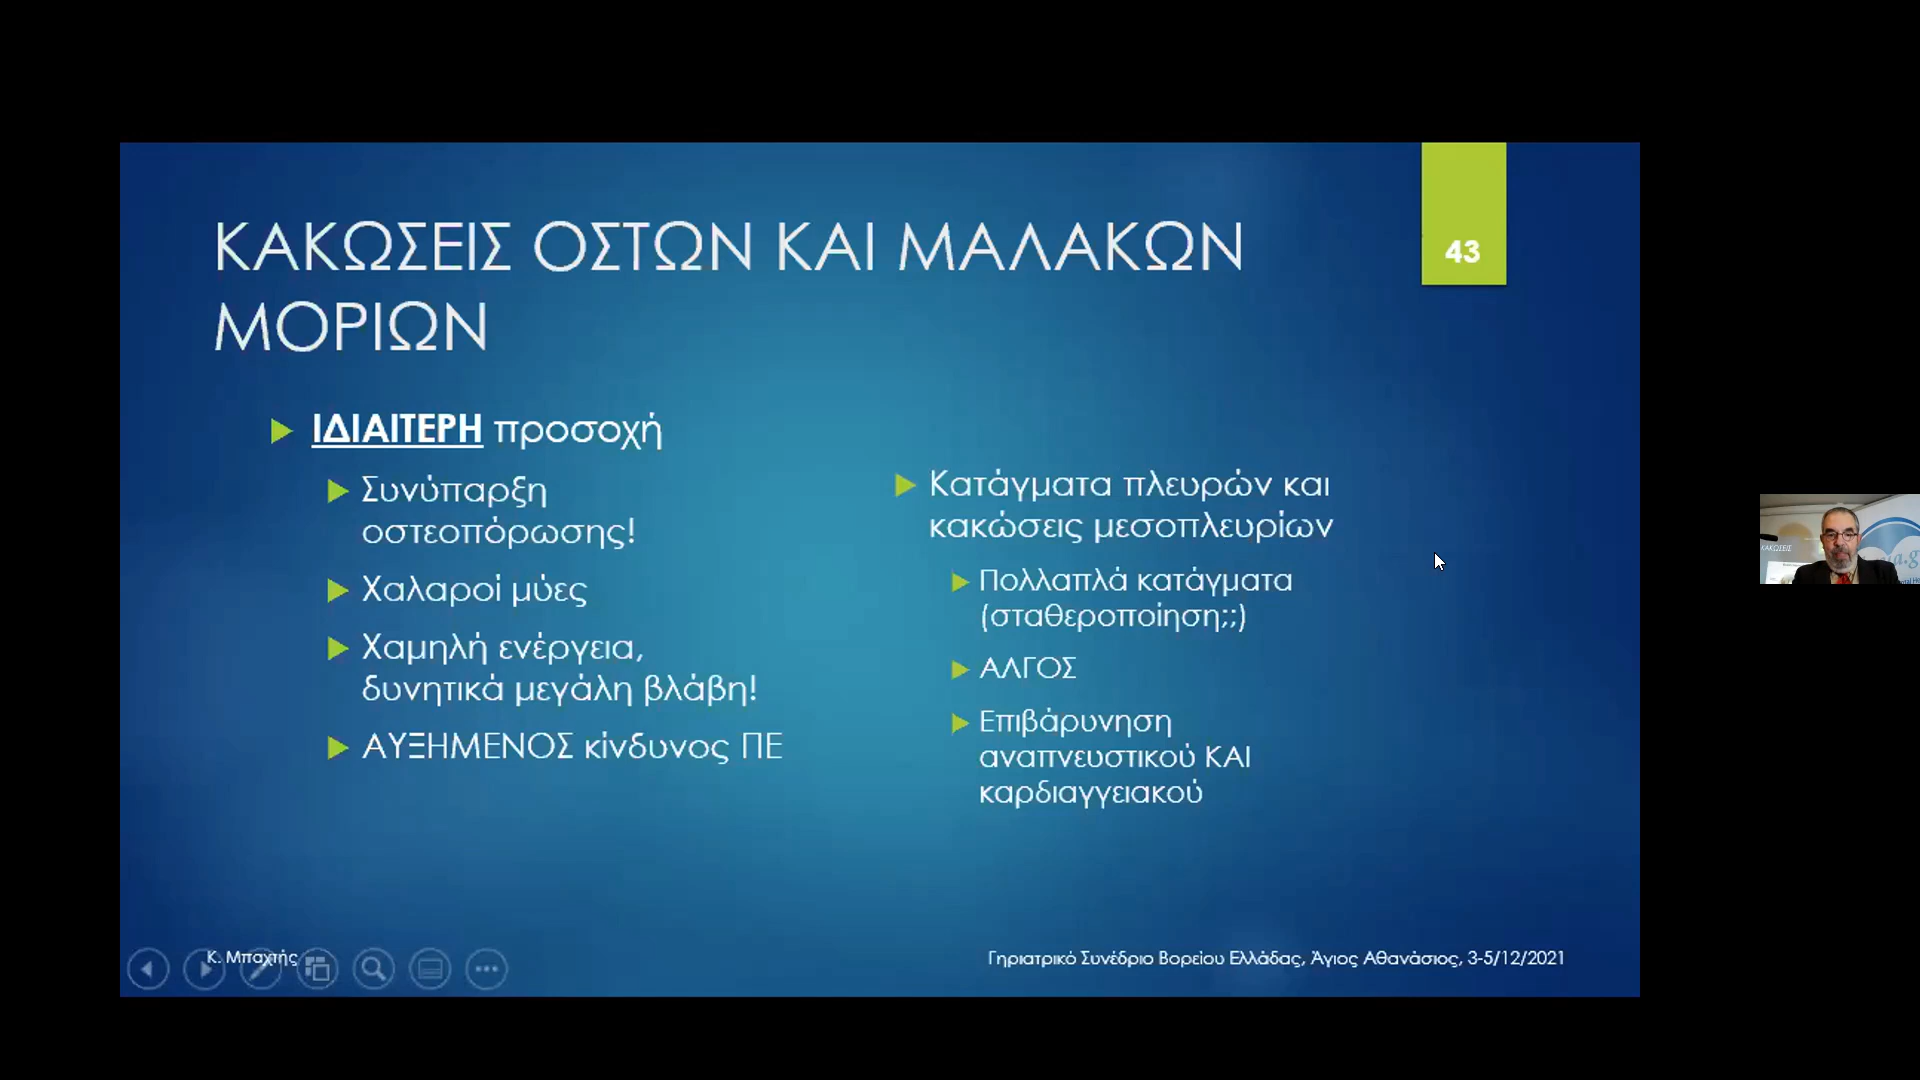 ΚΑΚΩΣΕΙΣ ΟΣΤΩΝ ΚΑΙ ΜΑΛΑΚΩΝ
ΜΟΡΙΩΝ
43
ΙΔΙΑΙΤΕΡΗ προσοχή
Συνύπαρξη
οστεοπόρωσης!
Χαλαροί μύες
Χαμηλή ενέργεια,
δυνητικά μεγάλη βλάβη!
ΑΥΞΗΜΕΝΟΣ κίνδυνος ΠΕ
Κατάγματα πλευρών και
κακώσεις μεσοπλευρίων
Πολλαπλά κατάγματα
(σταθεροποίηση;;)
ΑΛΓΟΣ
Επιβάρυνση
αναπνευστικού ΚΑΙ
καρδιαγγειακού
Κ. Μπαχτής
Γηριατρικό Συνέδριο Βορείου Ελλάδας, Άγιος Αθανάσιος, 3-5/12/2021
ΚΑΚΩΣΕΙΣ